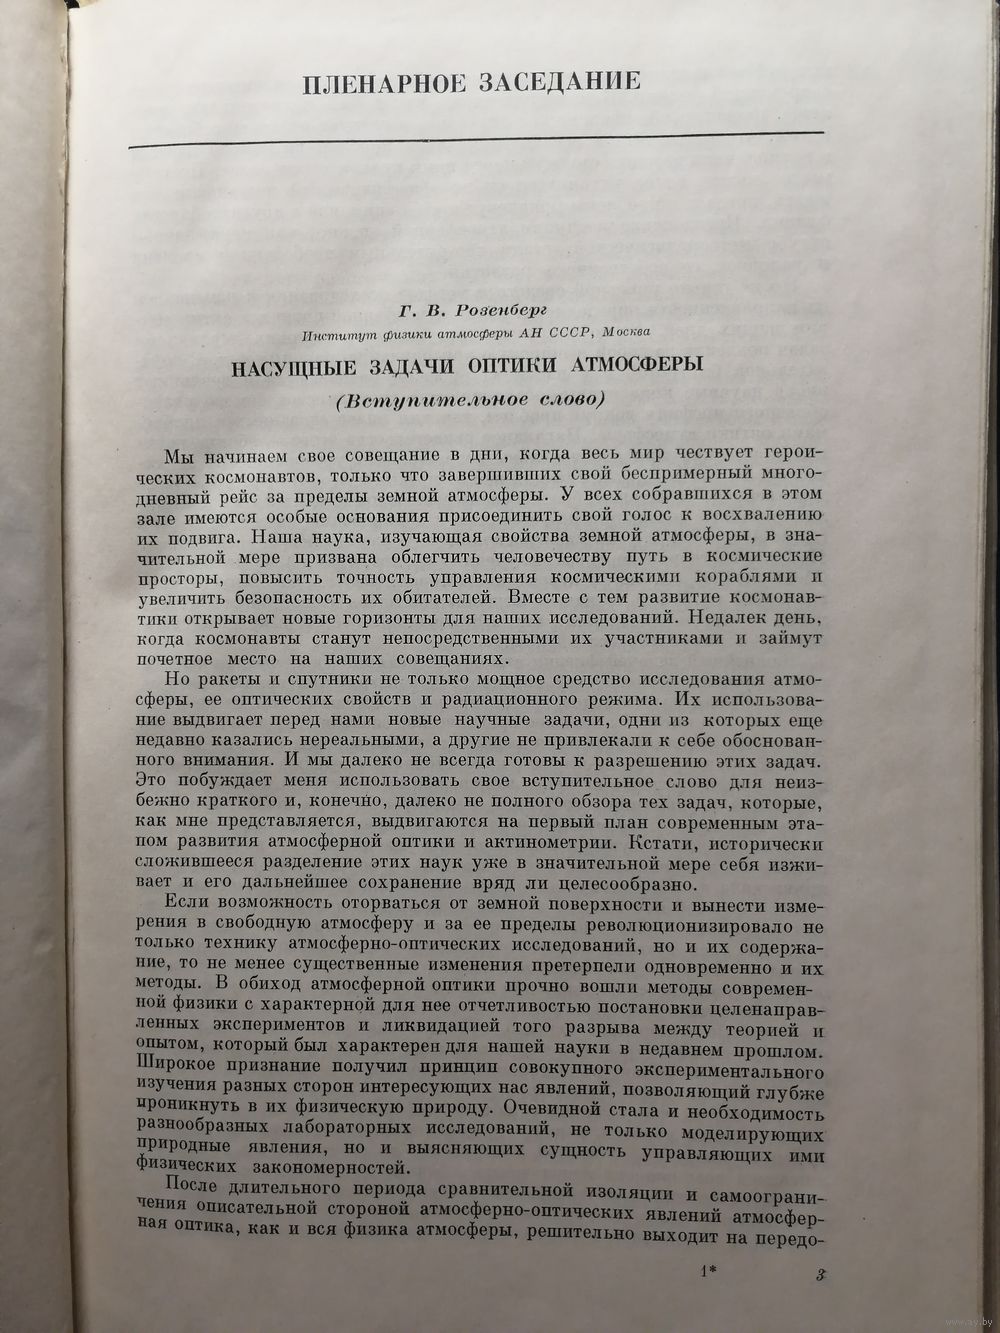 ПЛЕНАРНОЕ ЗАСЕДАНИЕ
Г. В. Розенберг
Институт физики атмосферы АН СССР, Москва
НАСУЩНЫЕ ЗАДАЧИ ОПТИКИ АТМОСФЕРЫ
(Вступительное слово)
Мы начинаем свое совещание в дни, когда весь мир чествует герои-
ческих космонавтов, только что завершивших свой беспримерный много-
дневный рейс за пределы земной атмосферы. У всех собравшихся в этом
зале имеются особые основания присоединить свой голос к восхвалению
их подвига. Наша наука, изучающая свойства земной атмосферы, в зна-
чительной мере призвана облегчить человечеству путь в космические
просторы, повысить точность управления космическими кораблями и
увеличить безопасность их обитателей. Вместе с тем развитие космонав-
тики открывает новые горизонты для наших исследований. Недалек день,
когда космонавты станут непосредственными их участниками и займут
почетное место на наших совещаниях.
Но ракеты и спутники не только мощное средство исследования атмо-
сферы, ее оптических свойств и радиационного режима. Их использова-
ние выдвигает перед нами новые научные задачи, одни из которых еще
недавно казались нереальными, а другие не привлекали к себе обоснован-
ного внимания. И мы далеко не всегда готовы к разрешению этих задач.
Это побуждает меня использовать свое вступительное слово для неиз-
бежно краткого и, конечно, далеко не полного обзора тех задач, которые,
как мне представляется, выдвигаются на первый план современным эта-
пом развития атмосферной оптики и актинометрии. Кстати, исторически
сложившееся разделение этих наук уже в значительной мере себя изжи-
вает и его дальнейшее сохранение вряд ли целесообразно.
Если возможность оторваться от земной поверхности и вынести изме-
рения в свободную атмосферу и за ее пределы революционизировало не
только технику атмосферно-оптических исследований, но и их содержа-
ние, то не менее существенные изменения претерпели одновременно и их
методы. В обиход атмосферной оптики прочно вошли методы современ-
ной физики с характерной для нее отчетливостью постановки целенаправ-
ленных экспериментов и ликвидацией того разрыва между теорией и
опытом, который был характерен для нашей науки в недавнем прошлом.
Широкое признание получил принцип совокупного экспериментального
изучения разных сторон интересующих нас явлений, позволяющий глубже
проникнуть в их физическую природу. Очевидной стала и необходимость
разнообразных лабораторных исследований, не только моделирующих
природные явления, но и выясняющих сущность управляющих ими
физических закономерностей.
После длительного периода сравнительной изоляции и самоограни-
чения описательной стороной атмосферно-оптических явлений атмосфер-
ная оптика, как и вся физика атмосферы, решительно выходит на передо-
1* 3
www.ay.by